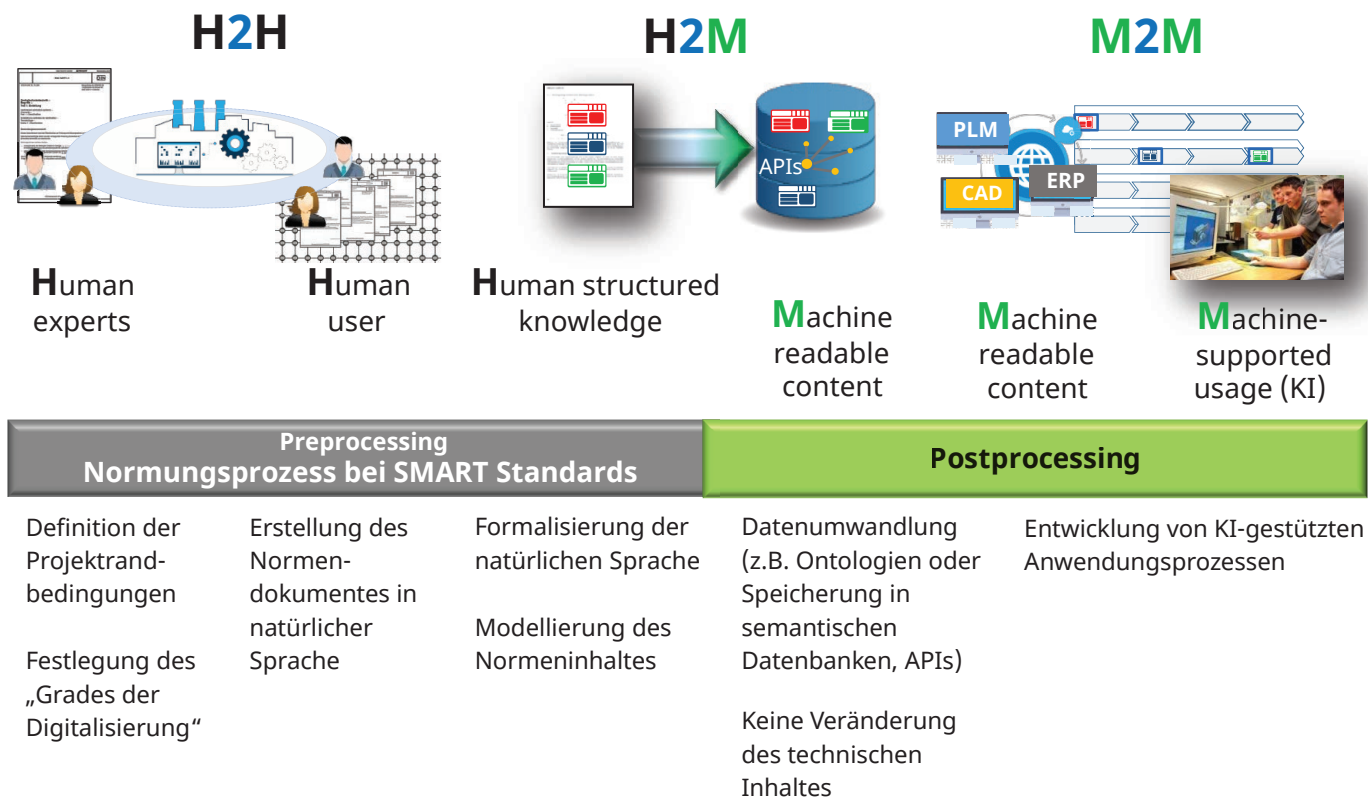 H2H
H2M
M2M
APIs
PLM
CAD
ERP
Human
experts
Human
user
Human structured
knowledge
Machine
readable
content
Machine
readable
content
Machine-
supported
usage (KI)
Preprocessing
Normungsprozess bei SMART Standards
Postprocessing
Definition der
Projektrand-
bedingungen
Festlegung des
„Grades der
Digitalisierung“
Erstellung des
Normen-
dokumentes in
natürlicher
Sprache
Formalisierung der
natürlichen Sprache
Modellierung des
Normeninhaltes
Datenumwandlung
(z.B. Ontologien oder
Speicherung in
semantischen
Datenbanken, APIs)
Keine Veränderung
des technischen
Inhaltes
Entwicklung von KI-gestützten
Anwendungsprozessen